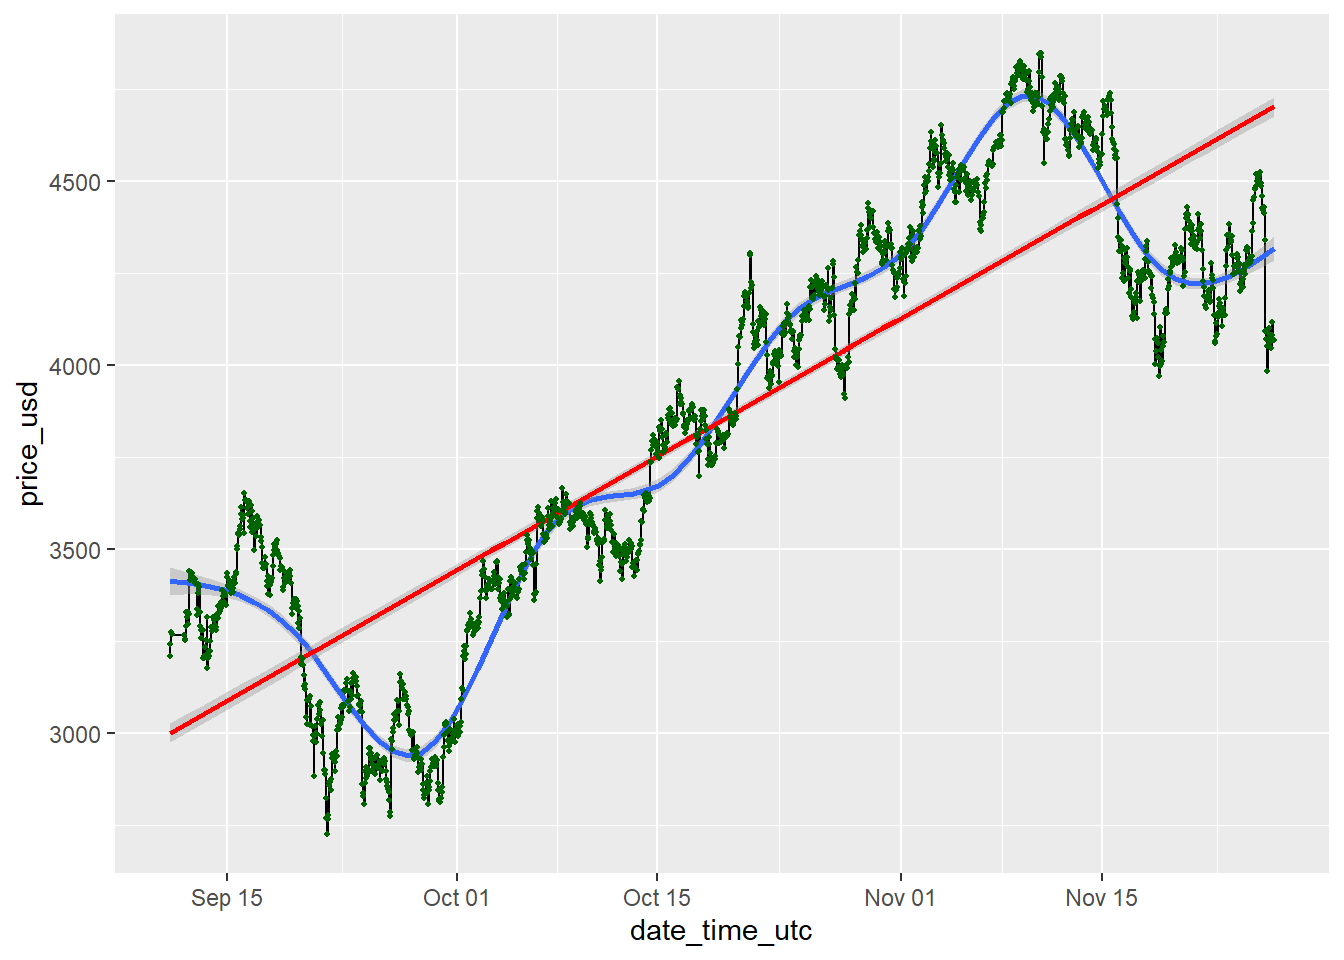 price_usd
4500
4000
3500
3000
Sep 15
Oct 01
Oct 15
Nov 01
Nov 15
date_time_utc